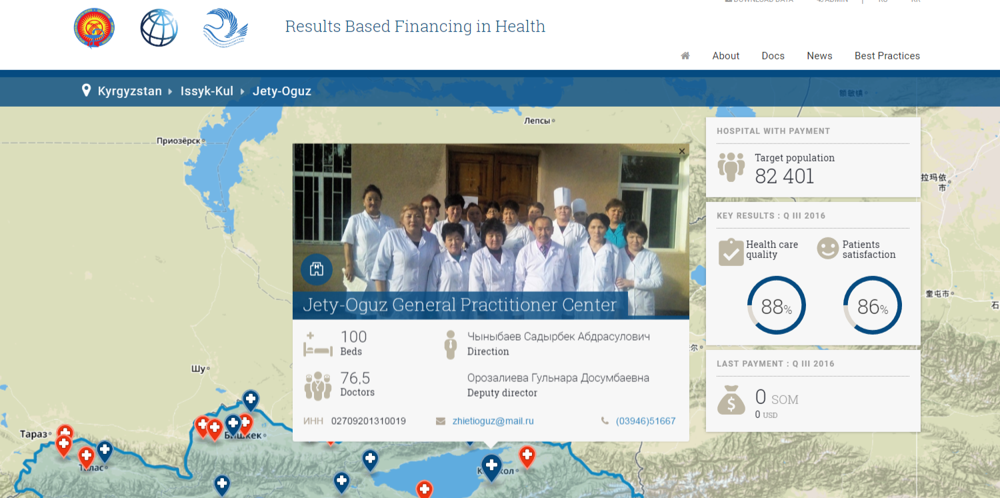 DOWNLOAD DATA ADMIN | RU KK
Results Based Financing in Health
About Docs News Best Practices
Kyrgyzstan Issyk-Kul Jety-Oguz
Лепсы
Приозёрск
HOSPITAL WITH PAYMENT
Target population
82 401
拉玛依
市
KEY RESULTS : Q III 2016
Health care
quality
Patients
satisfaction
88%
86%
奎屯市
石
Jety-Oguz General Practitioner Center
100
Beds
Чыныбаев Садырбек Абдрасулович
Direction
尔
76,5
Doctors
Орозалиева Гульнара Досумбаевна
Deputy director
ИНН 02709201310019
zhietioguz@mail.ru
(03946)51667
LAST PAYMENT : Q III 2016
0 SOM
0 USD
Шу
Тараз
Бишкек